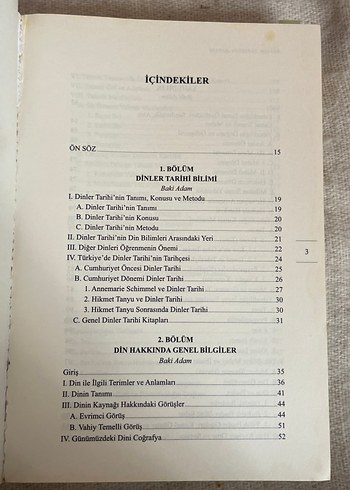 İÇİNDEKİLER
ÖN SÖZ 15
1. BÖLÜM
DİNLER TARİHİ BİLİMİ
Baki Adam
I. Dinler Tarihi'nin Tanımı, Konusu ve Metodu 19
A. Dinler Tarihi'nin Tanımı 19
B. Dinler Tarihi'nin Konusu 20
C. Dinler Tarihi'nin Metodu 20
II. Dinler Tarihi'nin Din Bilimleri Arasındaki Yeri 21
III. Diğer Dinleri Öğrenmenin Önemi 22
IV. Türkiye'de Dinler Tarihi'nin Tarihçesi 24
A. Cumhuriyet Öncesi Dinler Tarihi 25
B. Cumhuriyet Dönemi Dinler Tarihi 26
1. Annemarie Schimmel ve Dinler Tarihi 27
2. Hikmet Tanyu ve Dinler Tarihi 30
3. Hikmet Tanyu Sonrasında Dinler Tarihi 30
C. Genel Dinler Tarihi Kitapları 31
3
2. BÖLÜM
DİN HAKKINDA GENEL BİLGİLER
Baki Adam
Giriş 35
I. Din ile İlgili Terimler ve Anlamları 36
II. Dinin Tanımı 41
III. Dinin Kaynağı Hakkındaki Görüşler 44
A. Evrimci Görüş 44
B. Vahiy Temelli Görüş 51
IV. Günümüzdeki Dini Coğrafya 52